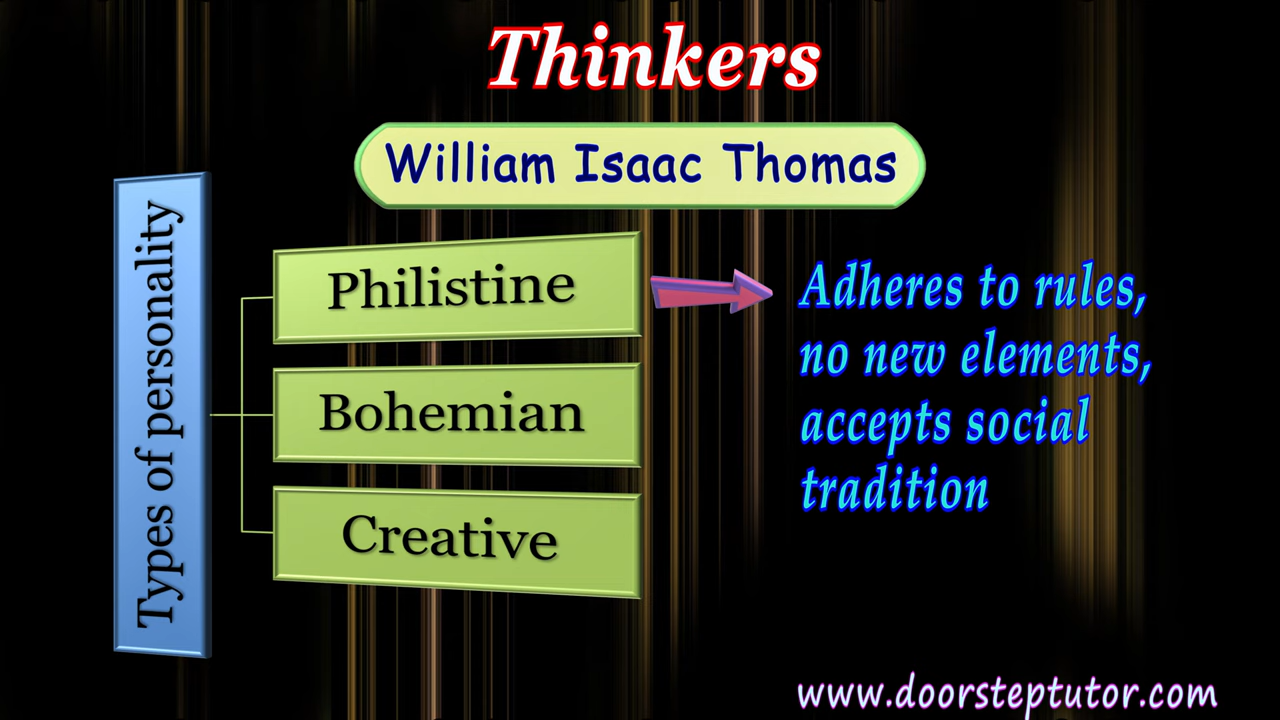 Thinkers
William Isaac Thomas
Types of personality
Philistine
Adheres to rules,
no new elements,
accepts social
tradition
Bohemian
Creative
www.doorsteptutor.com